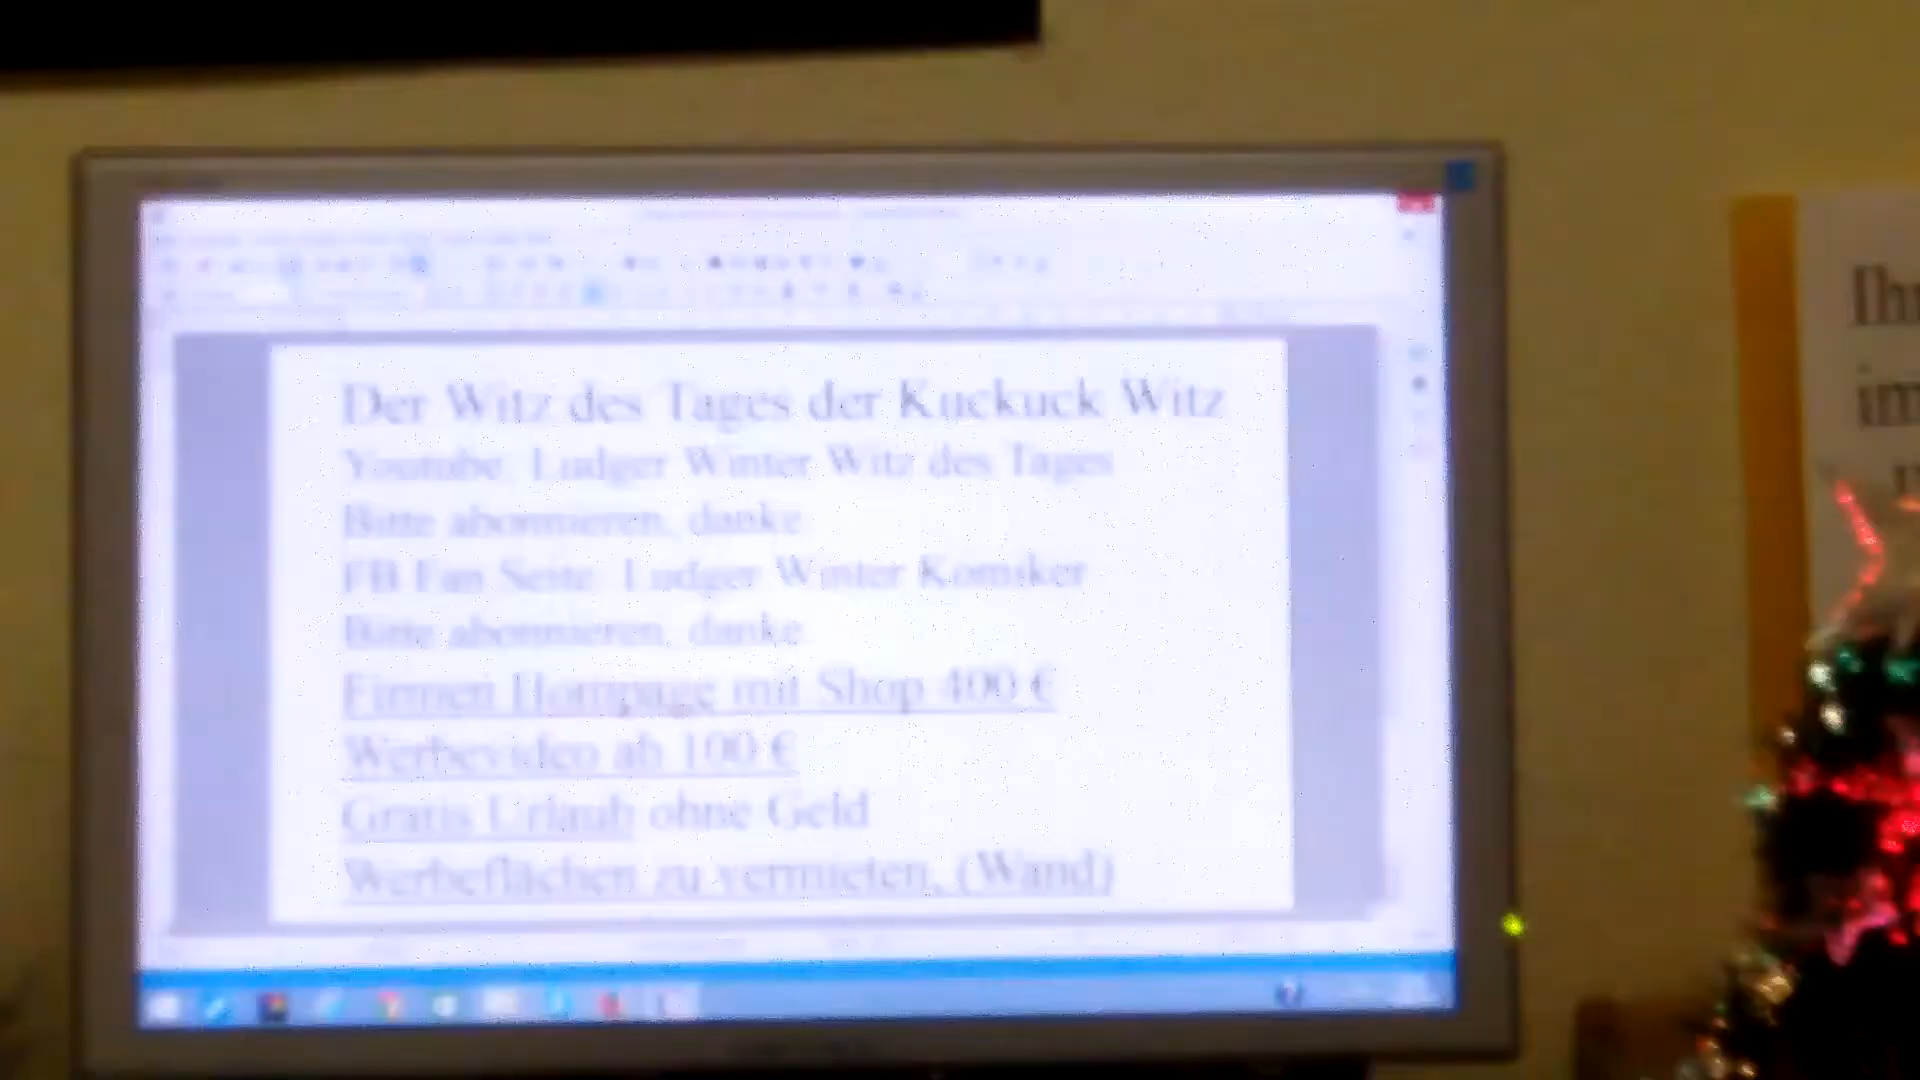 Der Witz des Tages der Kuckuck Witz
Youtube: Ludger Winter Witz des Tages
Bitte abonnieren, danke
FB Fan Seite: Ludger Winter Komiker
Bitte abonnieren, danke
Firmen Hompage mit Shop 400 €
Werbevideo ab 100 €
Gratis Urlaub ohne Geld
Werbeflächen zu vermieten, (Wand)